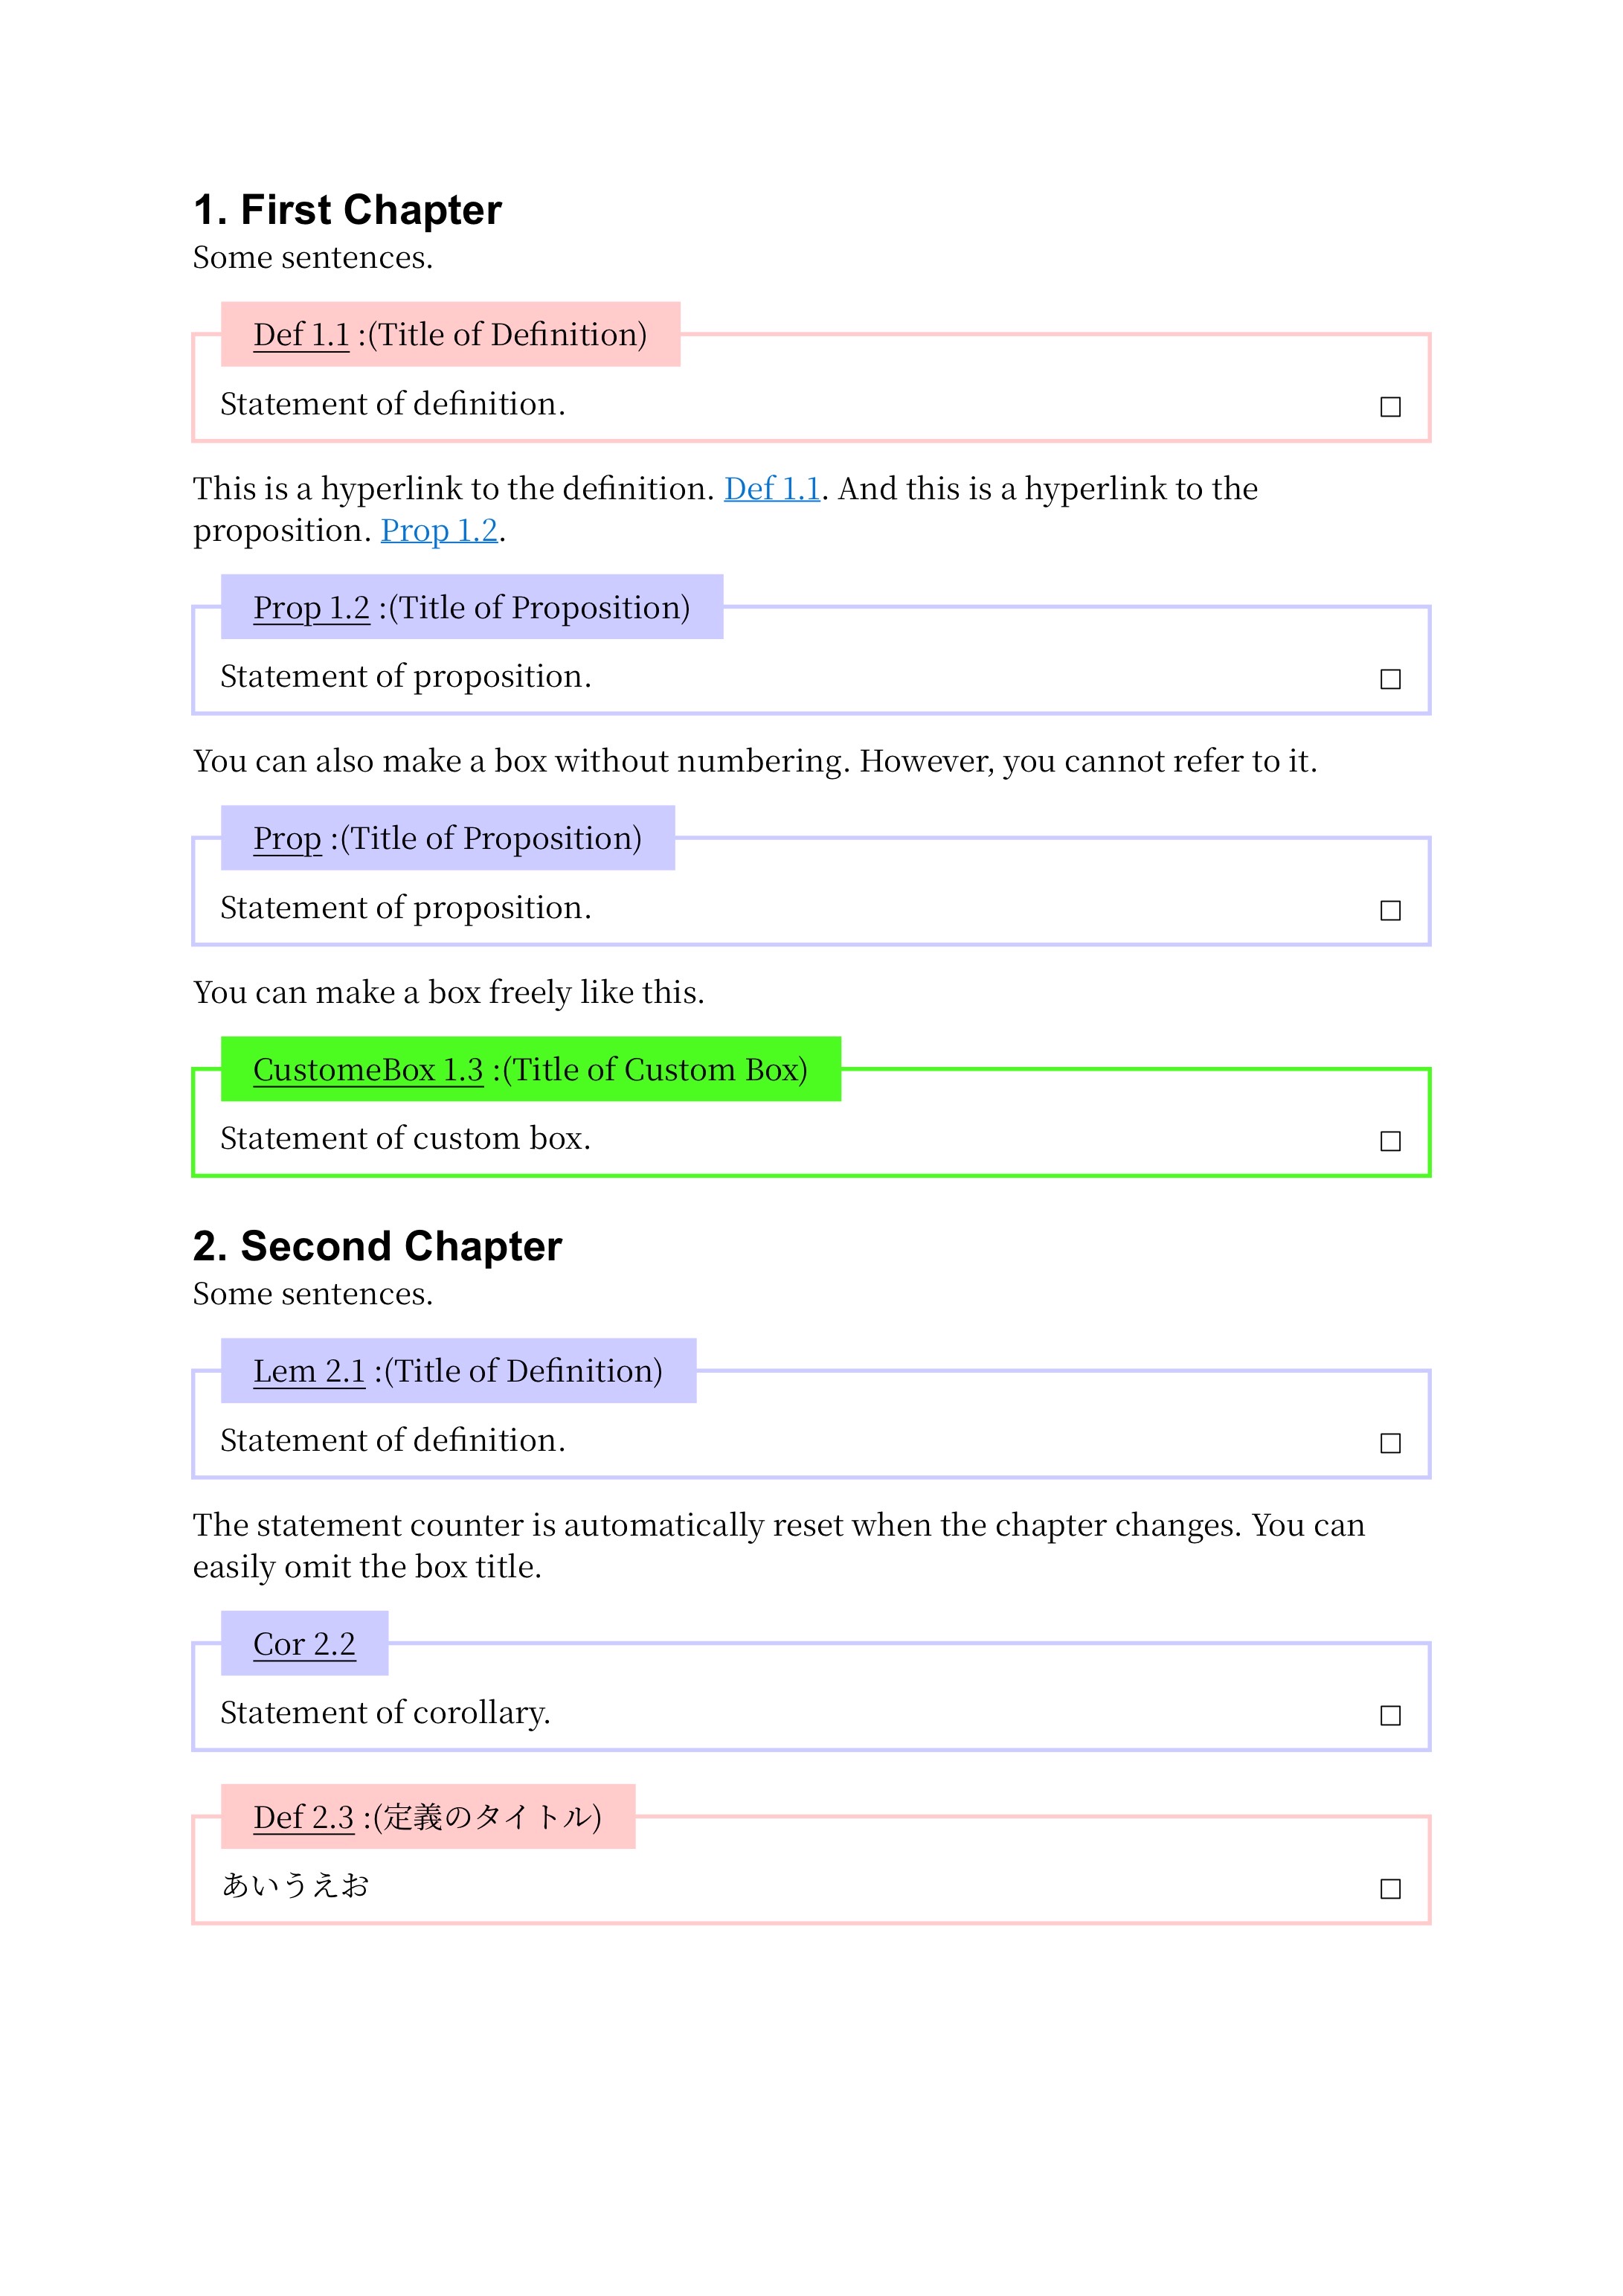 1. First Chapter
Some sentences.
Def 1.1 :(Title of Definition)
Statement of definition. □
This is a hyperlink to the definition. Def 1.1. And this is a hyperlink to the
proposition. Prop 1.2.
Prop 1.2 :(Title of Proposition)
Statement of proposition. □
You can also make a box without numbering. However, you cannot refer to it.
Prop :(Title of Proposition)
Statement of proposition. □
You can make a box freely like this.
CustomeBox 1.3 :(Title of Custom Box)
Statement of custom box. □
2. Second Chapter
Some sentences.
Lem 2.1 :(Title of Definition)
Statement of definition. □
The statement counter is automatically reset when the chapter changes. You can
easily omit the box title.
Cor 2.2
Statement of corollary. □
Def 2.3 :(定義のタイトル)
あいうえお □